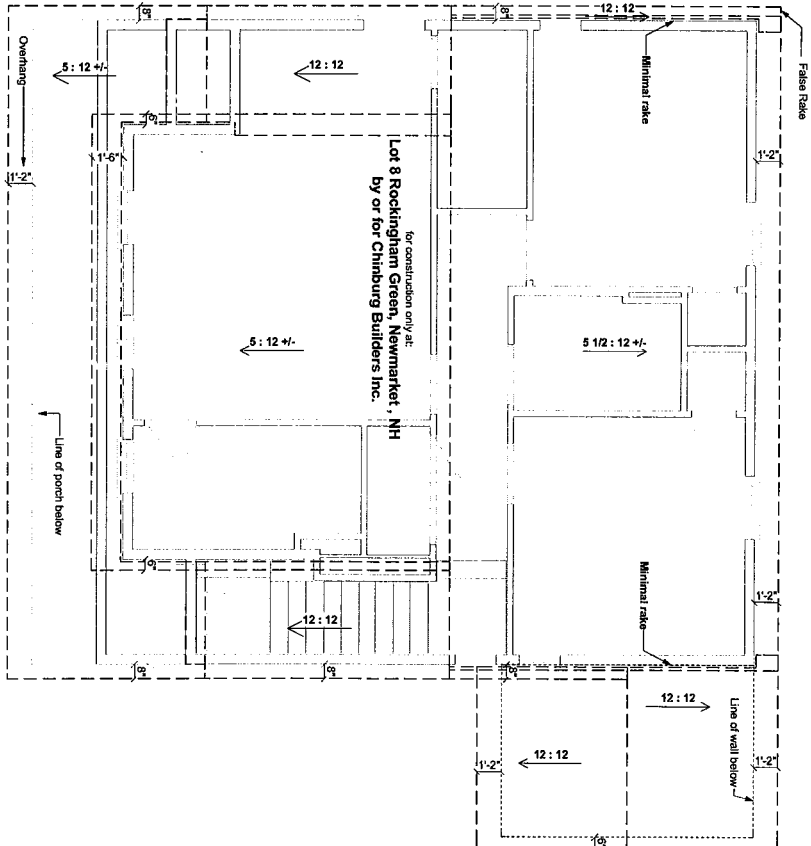 8"
8"
12 : 12
False Rake
Overhang
5 : 12 +/-
12 : 12
Minimal rake
1'-2"
6"
1'-6"
1'-2"
for construction only at:
Lot 8 Rockingham Green, Newmarket , NH
by or for Chinburg Builders Inc.
5 : 12 +/-
5 1/2 : 12 +/-
Line of porch below
6"
Minimal rake
1'-2"
12 : 12
8"
8"
8"
12 : 12
Line of wall below
12 : 12
1'-2"
1'-2"
6"